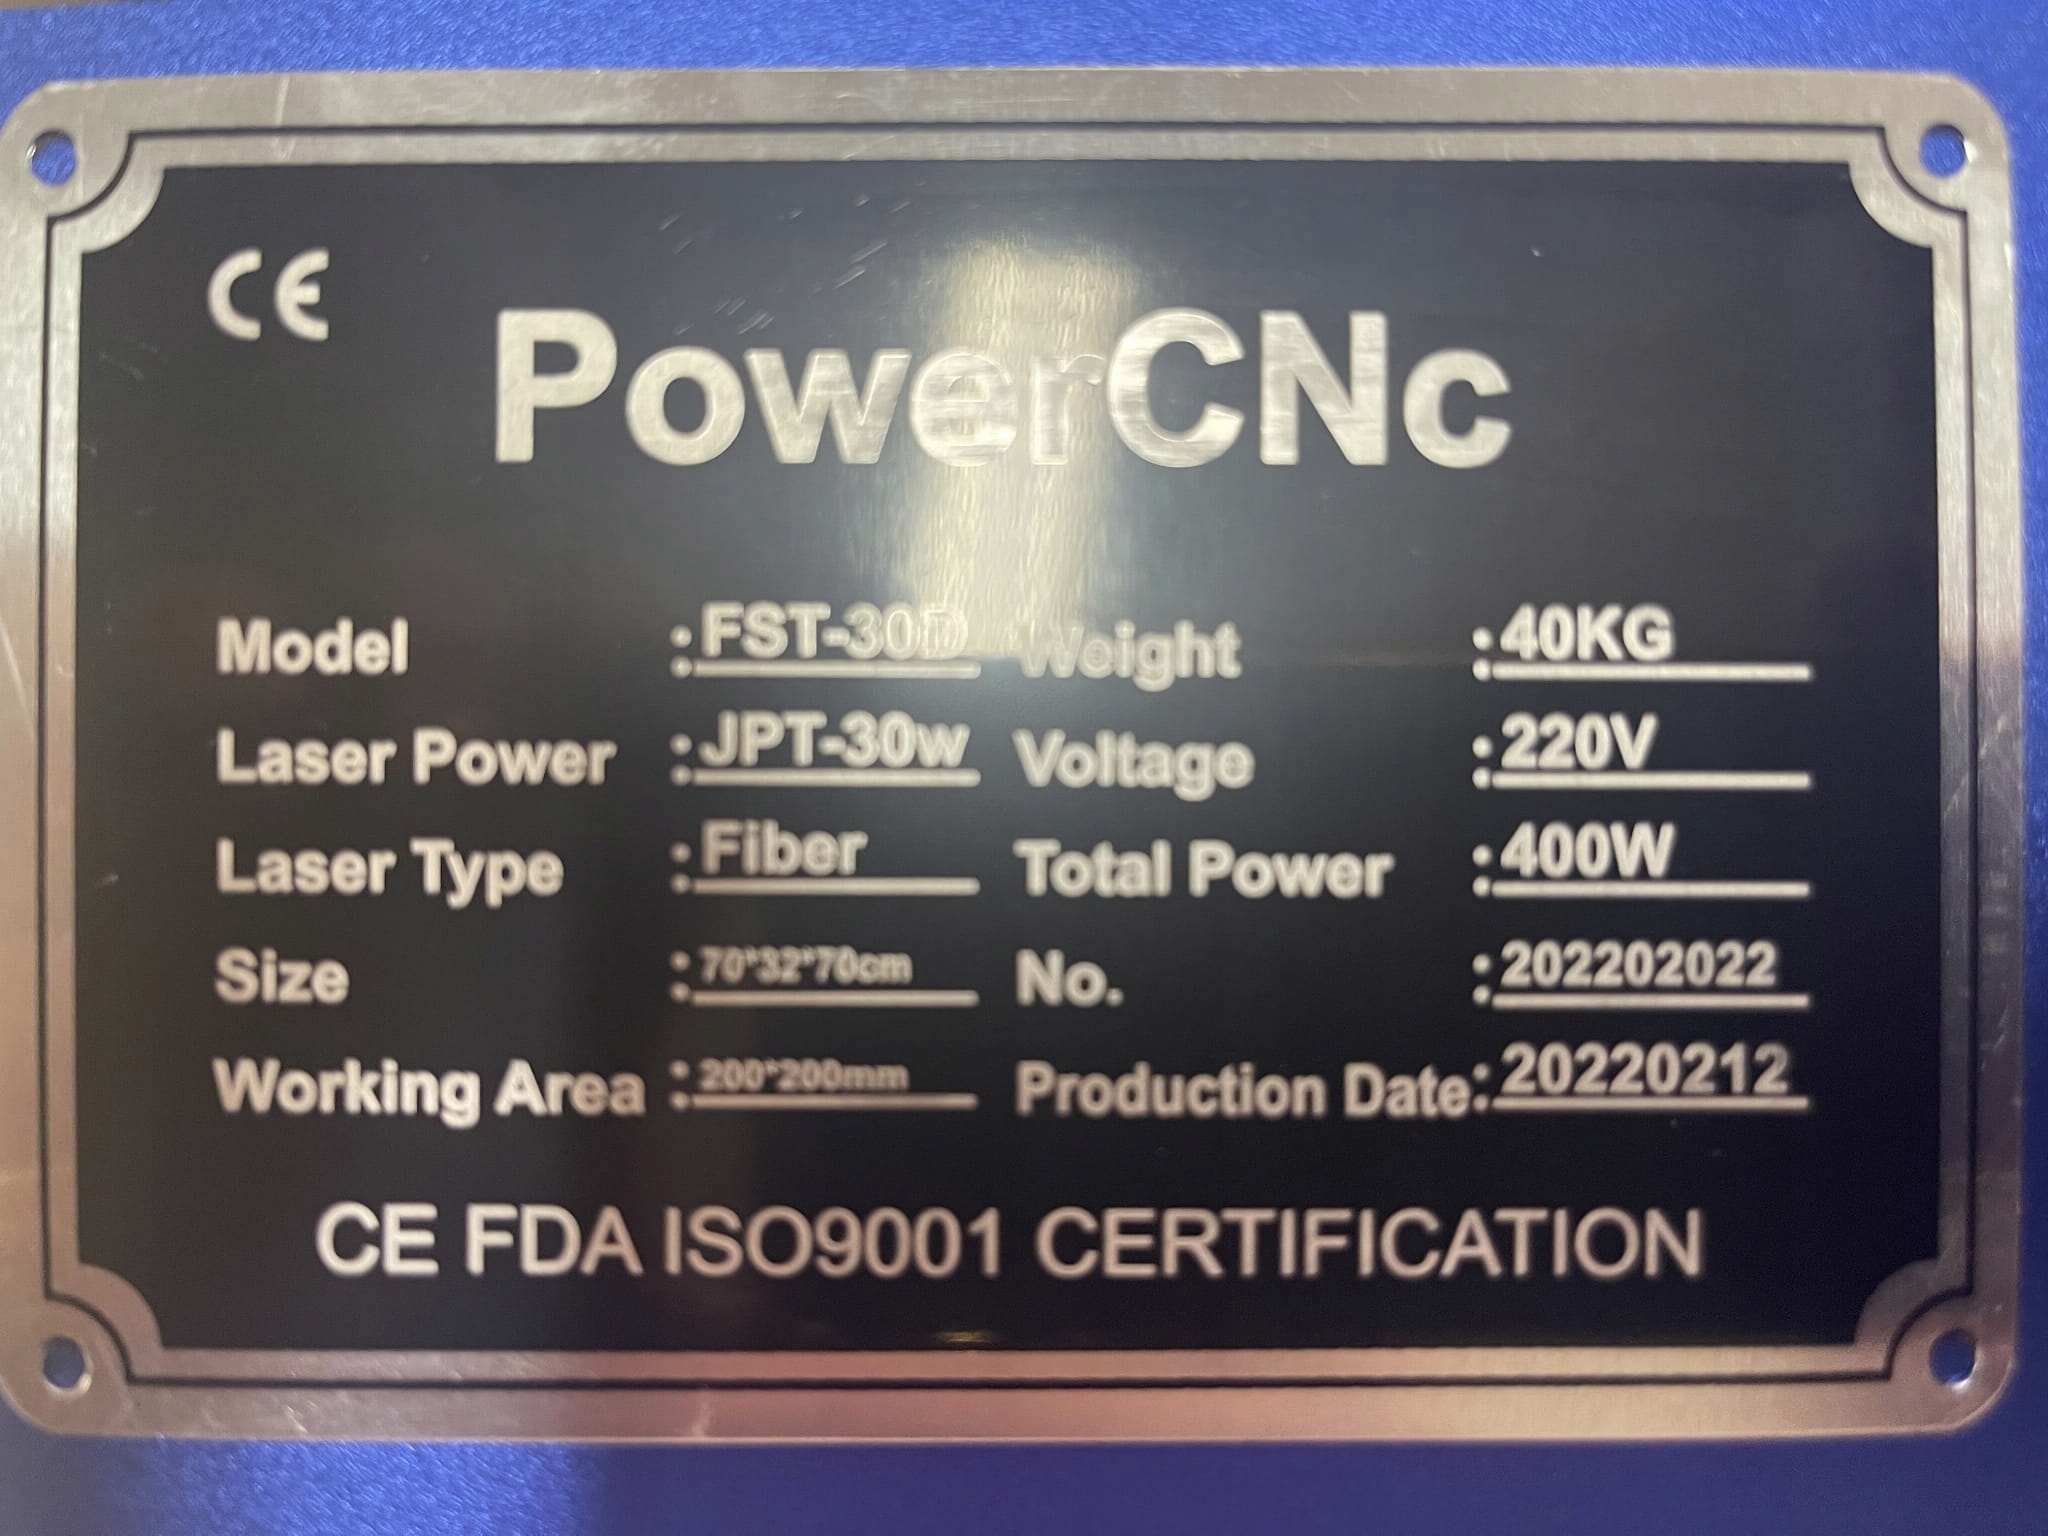 CE
PowerCNc
Model : FST-30D Weight : 40KG
Laser Power : JPT-30w Voltage : 220V
Laser Type : Fiber Total Power : 400W
Size : 70*32*70cm No. : 202202022
Working Area : 200*200mm Production Date: 20220212
CE FDA ISO9001 CERTIFICATION